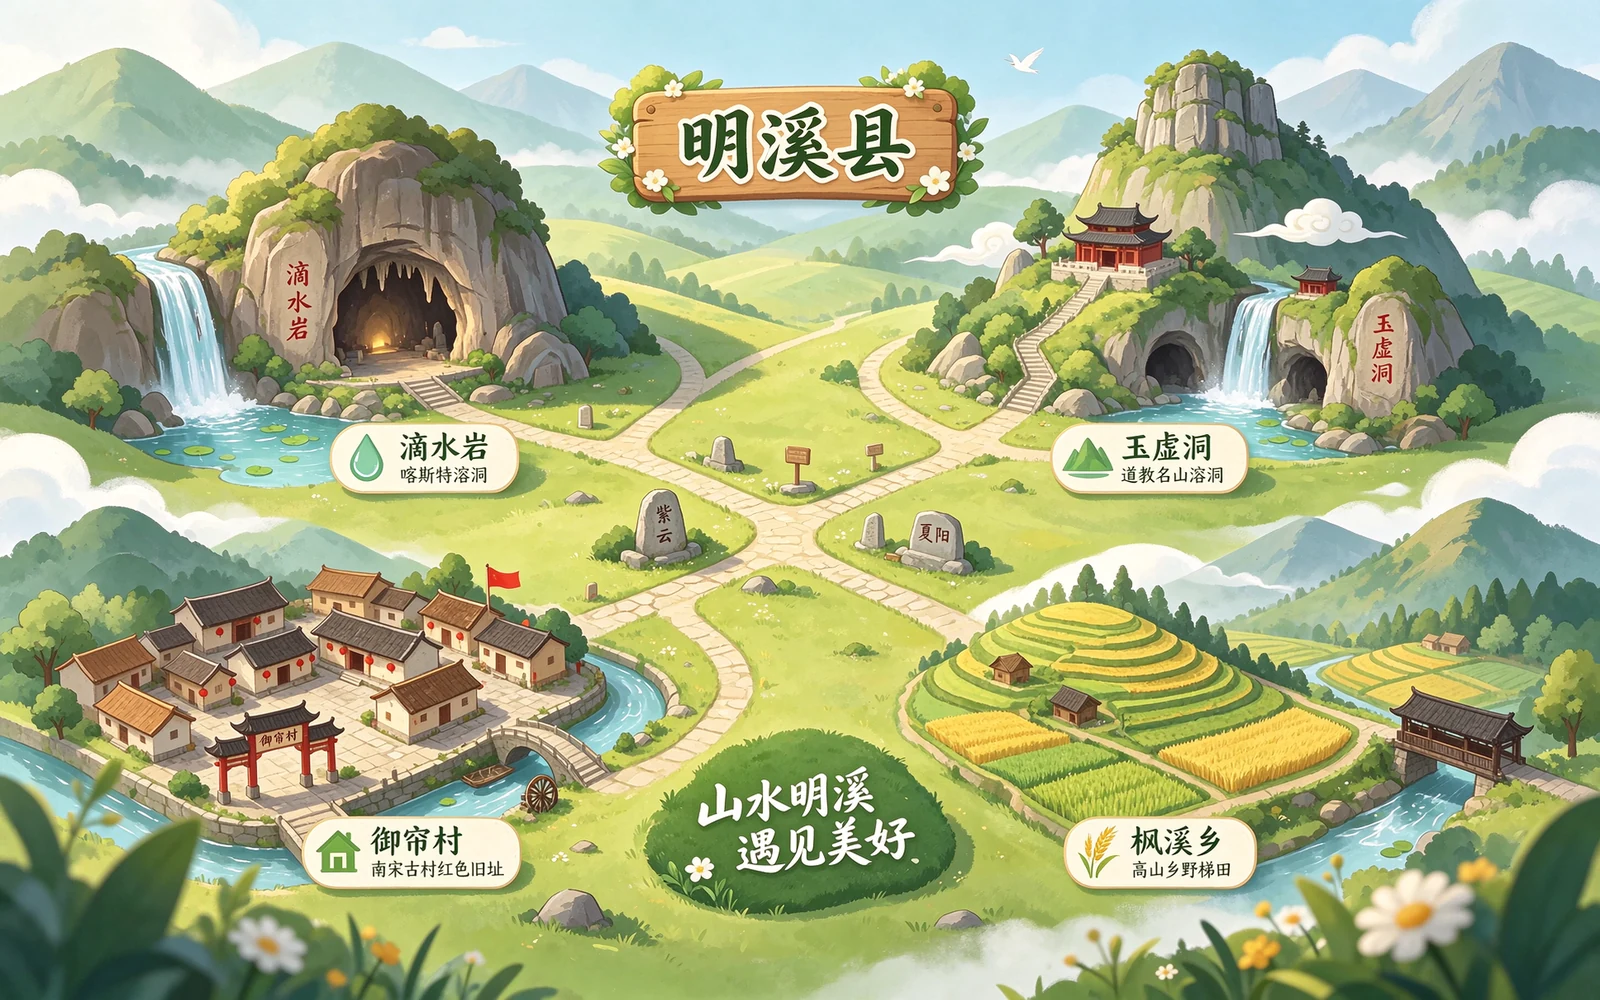 明溪县
滴水岩
玉虚洞
滴水岩
喀斯特溶洞
玉虚洞
道教名山溶洞
紫云
夏阳
御帘村
御帘村
南宋古村红色旧址
山水明溪
遇见美好
枫溪乡
高山乡野梯田